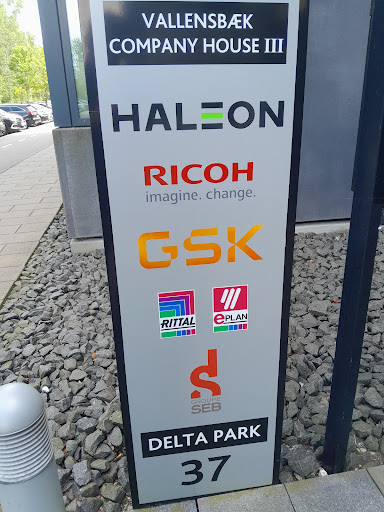 VALLENSBÆK
COMPANY HOUSE III
HALEON
RICOH
imagine. change.
GSK
RITTAL
ePLAN
GROUPE
SEB
DELTA PARK
37